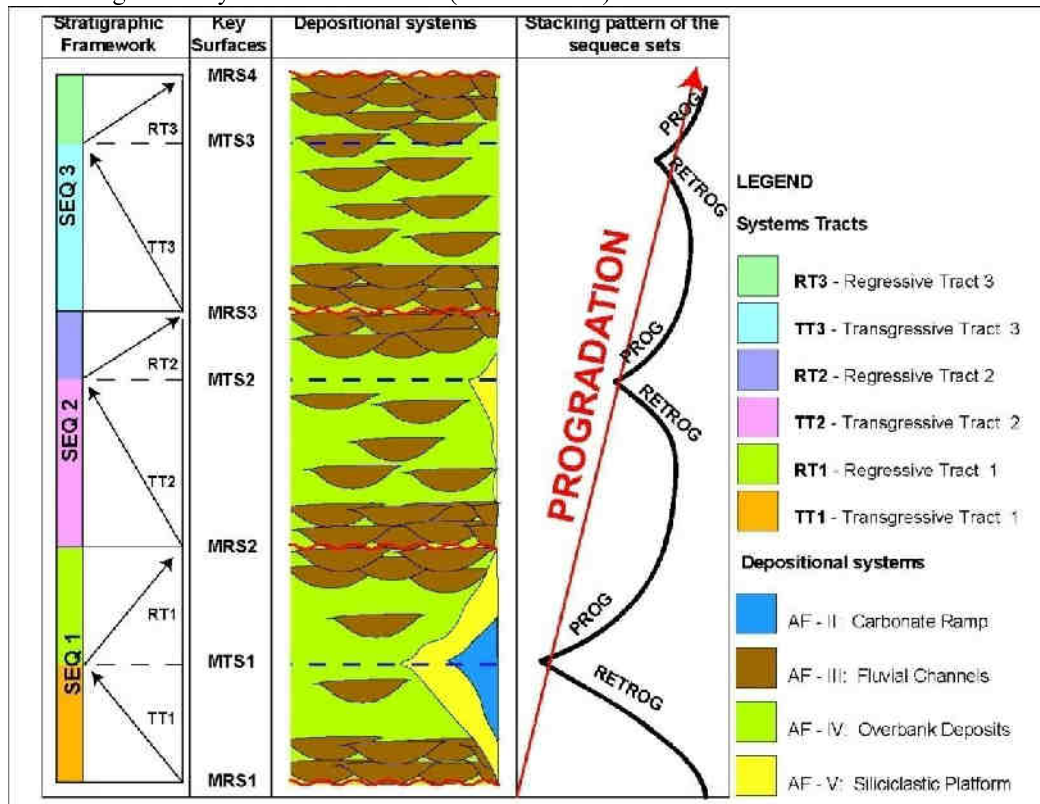 Stratigraphic Framework
Key Surfaces
Depositional systems
Stacking pattern of the sequece sets
MRS4
MTS3
MRS3
MTS2
MRS2
MTS1
MRS1
SEQ 3
SEQ 2
SEQ 1
RT3
TT3
RT2
TT2
RT1
TT1
PROG
RETROG
PROG
RETROG
PROG
RETROG
PROGRADATION
LEGEND
Systems Tracts
RT3 - Regressive Tract 3
TT3 - Transgressive Tract 3
RT2 - Regressive Tract 2
TT2 - Transgressive Tract 2
RT1 - Regressive Tract 1
TT1 - Transgressive Tract 1
Depositional systems
AF - II: Carbonate Ramp
AF - III: Fluvial Channels
AF - IV: Overbank Deposits
AF - V: Siliciclastic Platform